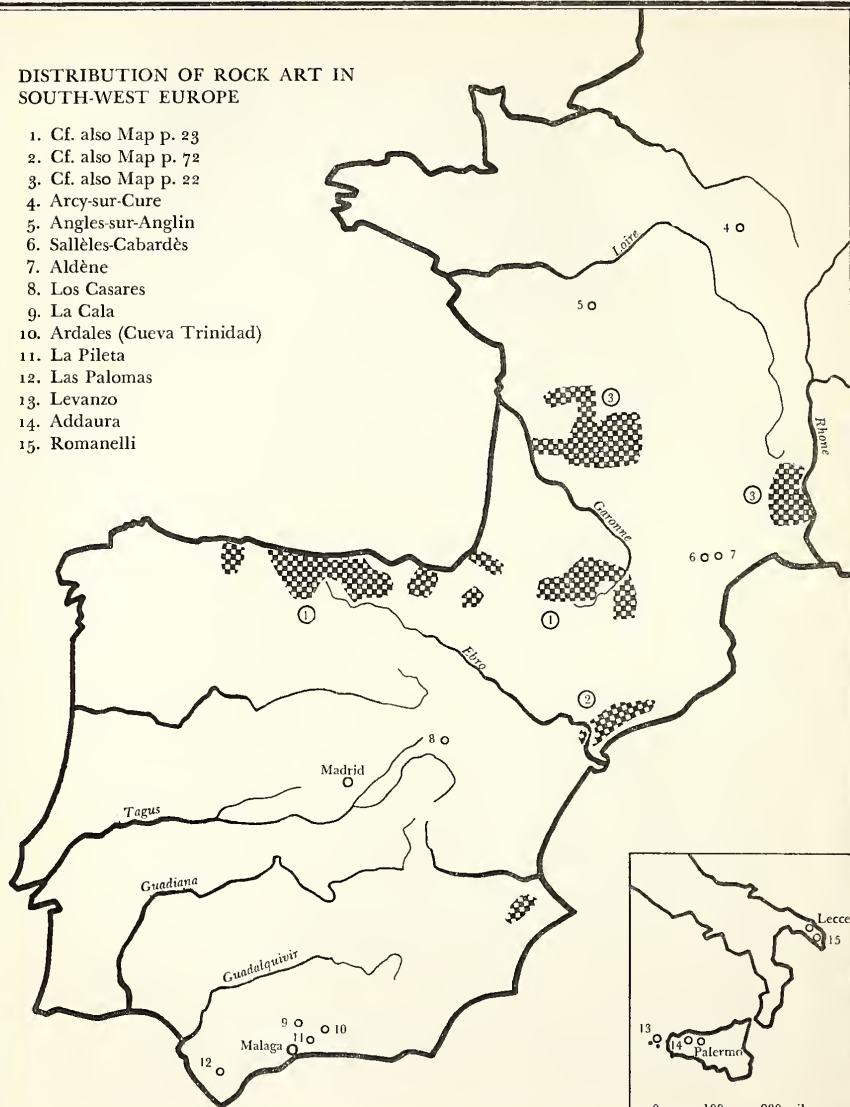 DISTRIBUTION OF ROCK ART IN
SOUTH-WEST EUROPE
1. Cf. also Map p. 23
2. Cf. also Map p. 72
3. Cf. also Map p. 22
4. Arcy-sur-Cure
5. Angles-sur-Anglin
6. Sallèles-Cabardès
7. Aldène
8. Los Casares
9. La Cala
10. Ardales (Cueva Trinidad)
11. La Pileta
12. Las Palomas
13. Levanzo
14. Addaura
15. Romanelli
4
Loire
5
3
Rhone
3
Garonne
6 7
1
1
Ebro
2
8
Madrid
Tagus
Guadiana
Guadalquivir
9
10
11
Malaga
12
Lecce
15
13
14
Palermo